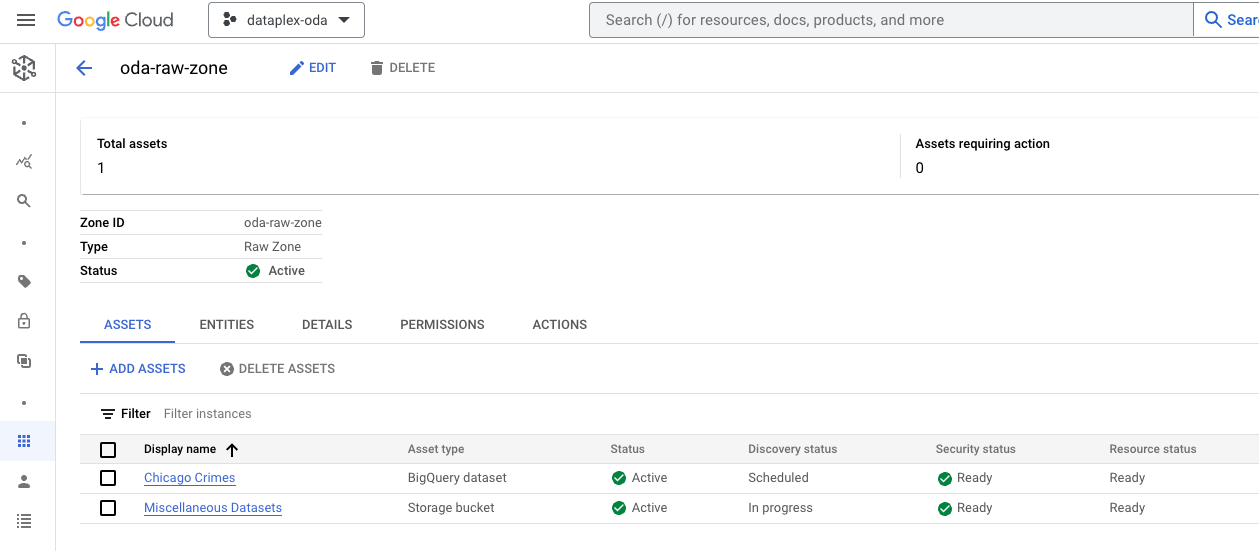 Google Cloud dataplex-oda Search (/) for resources, docs, products, and more
oda-raw-zone EDIT DELETE
Total assets Assets requiring action
1 0
Zone ID oda-raw-zone
Type Raw Zone
Status Active
ASSETS ENTITIES DETAILS PERMISSIONS ACTIONS
ADD ASSETS DELETE ASSETS
Filter Filter instances
Display name Asset type Status Discovery status Security status Resource status
Chicago Crimes BigQuery dataset Active Scheduled Ready Ready
Miscellaneous Datasets Storage bucket Active In progress Ready Ready